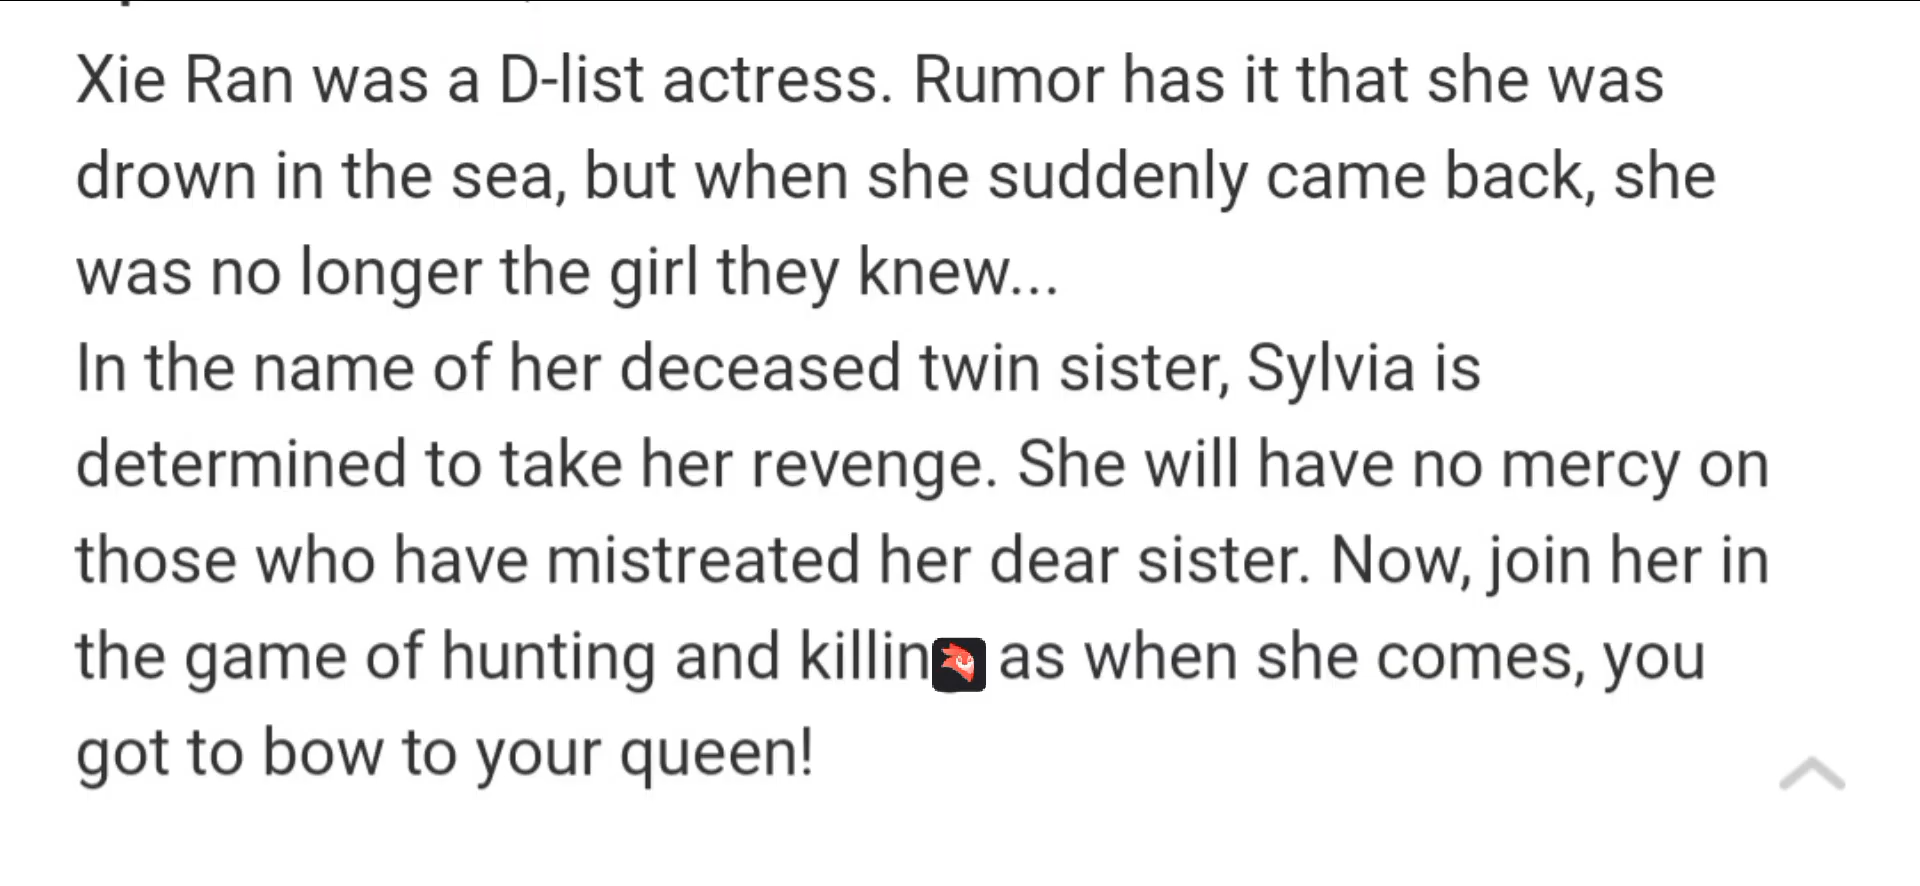 Xie Ran was a D-list actress. Rumor has it that she was
drown in the sea, but when she suddenly came back, she
was no longer the girl they knew...
In the name of her deceased twin sister, Sylvia is
determined to take her revenge. She will have no mercy on
those who have mistreated her dear sister. Now, join her in
the game of hunting and killin as when she comes, you
got to bow to your queen!